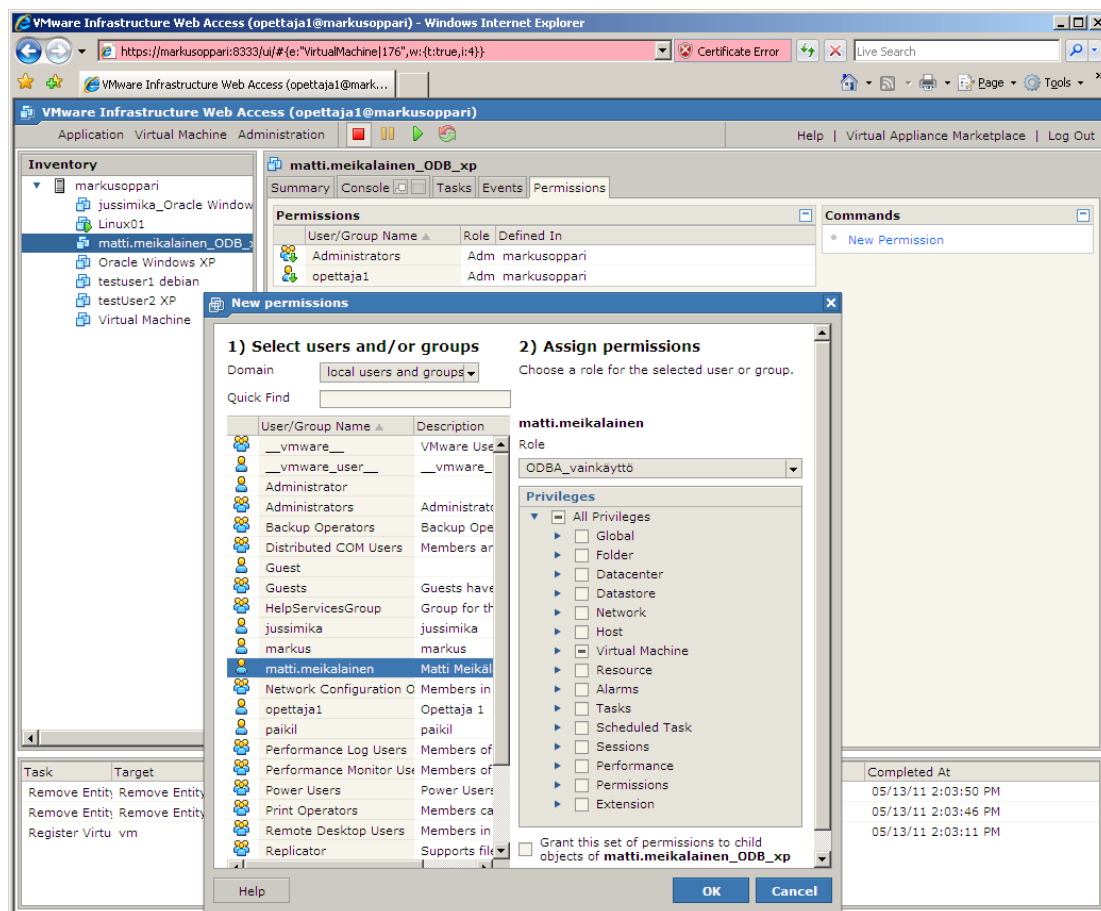 VMware Infrastructure Web Access (opettaja1@markusoppari) - Windows Internet Explorer
https://markusoppari:8333/ui/#{e:"VirtualMachine|176",w:{t:true,i:4}}
Certificate Error
Live Search
VMware Infrastructure Web Access (opettaja1@mark...
Page Tools
VMware Infrastructure Web Access (opettaja1@markusoppari)
Application Virtual Machine Administration
Help | Virtual Appliance Marketplace | Log Out
Inventory
markusoppari
jussimika_Oracle Window
Linux01
matti.meikalainen_ODB_x
Oracle Windows XP
testuser1 debian
testUser2 XP
Virtual Machine
matti.meikalainen_ODB_xp
Summary Console Tasks Events Permissions
Permissions
User/Group Name Role Defined In
Administrators Adm markusoppari
opettaja1 Adm markusoppari
Commands
New Permission
New permissions
1) Select users and/or groups
Domain local users and groups
Quick Find
User/Group Name Description
__vmware__ VMware Use
__vmware_user__ __vmware_
Administrator
Administrators Administrato
Backup Operators Backup Ope
Distributed COM Users Members ar
Guest
Guests Guests have
HelpServicesGroup Group for th
jussimika jussimika
markus markus
matti.meikalainen Matti Meikäl
Network Configuration O Members in
opettaja1 Opettaja 1
paikil paikil
Performance Log Users Members of
Performance Monitor Use Members of
Power Users Power Users
Print Operators Members ca
Remote Desktop Users Members in
Replicator Supports file
2) Assign permissions
Choose a role for the selected user or group.
matti.meikalainen
Role
ODBA_vainkäyttö
Privileges
All Privileges
Global
Folder
Datacenter
Datastore
Network
Host
Virtual Machine
Resource
Alarms
Tasks
Scheduled Task
Sessions
Performance
Permissions
Extension
Grant this set of permissions to child
objects of matti.meikalainen_ODB_xp
Help
OK Cancel
Task Target Completed At
Remove Entity Remove Entity 05/13/11 2:03:50 PM
Remove Entity Remove Entity 05/13/11 2:03:46 PM
Register Virtu vm 05/13/11 2:03:11 PM